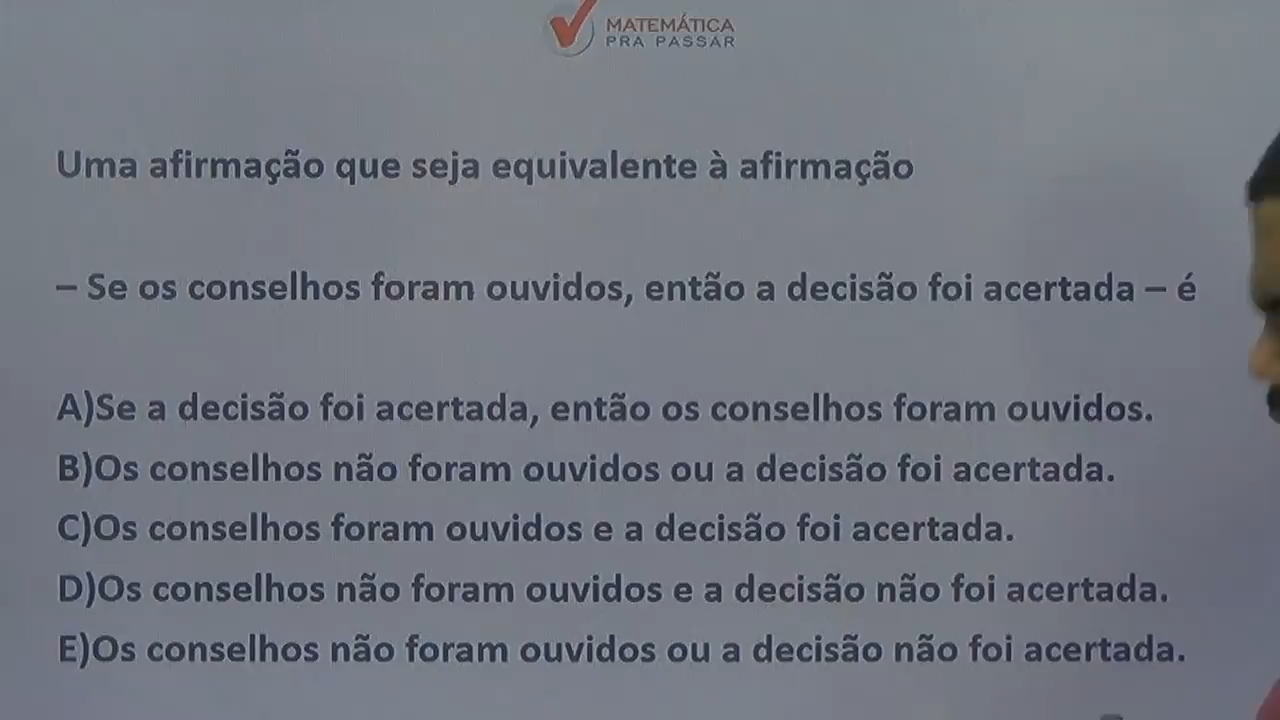 MATEMÁTICA
PRA PASSAR
Uma afirmação que seja equivalente à afirmação
– Se os conselhos foram ouvidos, então a decisão foi acertada – é
A)Se a decisão foi acertada, então os conselhos foram ouvidos.
B)Os conselhos não foram ouvidos ou a decisão foi acertada.
C)Os conselhos foram ouvidos e a decisão foi acertada.
D)Os conselhos não foram ouvidos e a decisão não foi acertada.
E)Os conselhos não foram ouvidos ou a decisão não foi acertada.